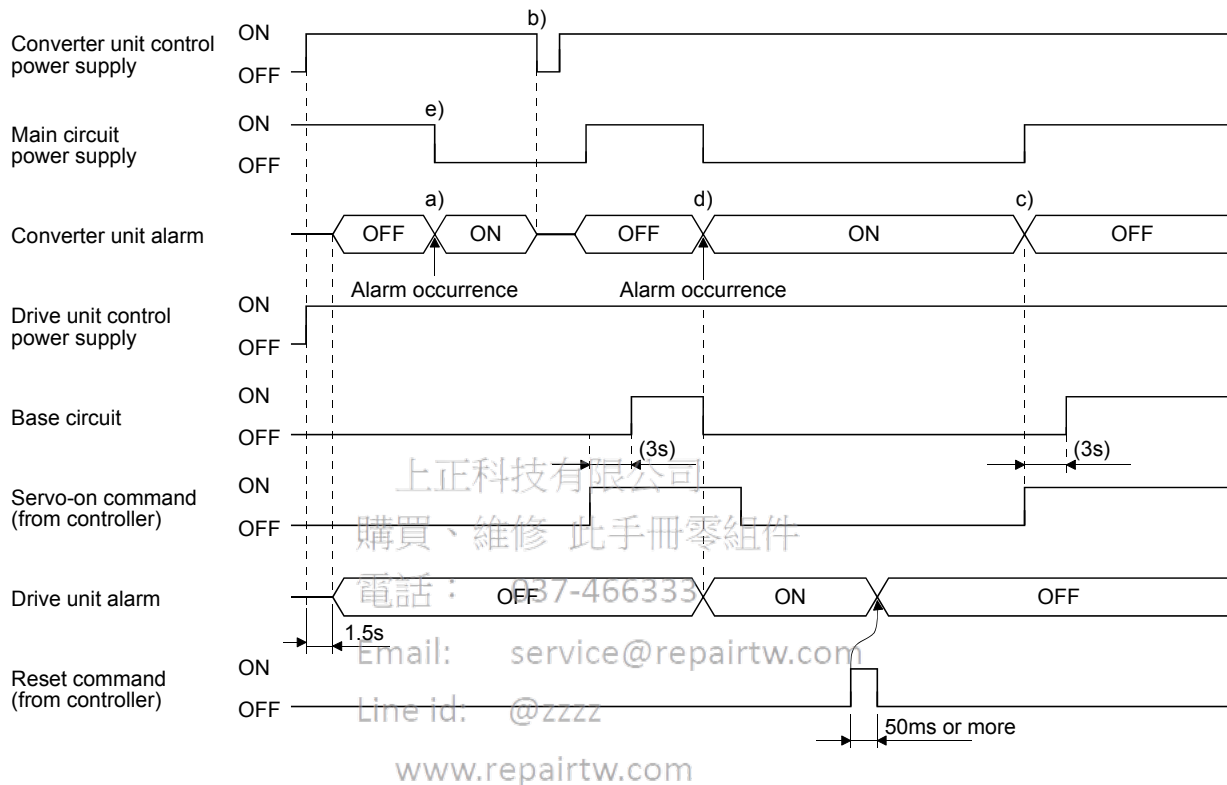 b)
Converter unit control
power supply
ON
OFF
e)
Main circuit
power supply
ON
OFF
a)
d)
c)
Converter unit alarm
OFF
ON
OFF
ON
OFF
Alarm occurrence
Alarm occurrence
Drive unit control
power supply
ON
OFF
Base circuit
ON
OFF
(3s)
(3s)
上正科技有限公司
Servo-on command
(from controller)
ON
OFF
購買、維修 此手冊零組件
Drive unit alarm
電話： 037-466333
OFF
ON
OFF
1.5s
Email: service@repairtw.com
Reset command
(from controller)
ON
OFF
Line id: @zzzz
50ms or more
www.repairtw.com